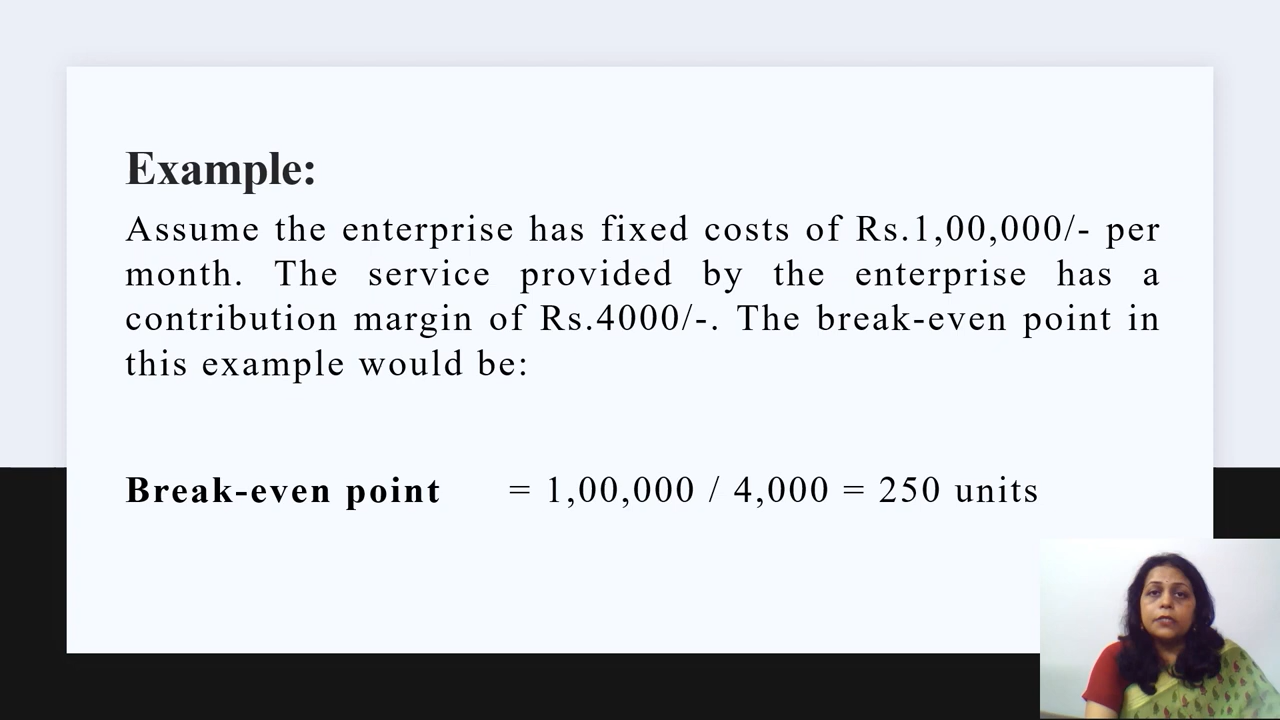 Example:
Assume the enterprise has fixed costs of Rs.1,00,000/- per
month. The service provided by the enterprise has a
contribution margin of Rs.4000/-. The break-even point in
this example would be:
Break-even point = 1,00,000 / 4,000 = 250 units